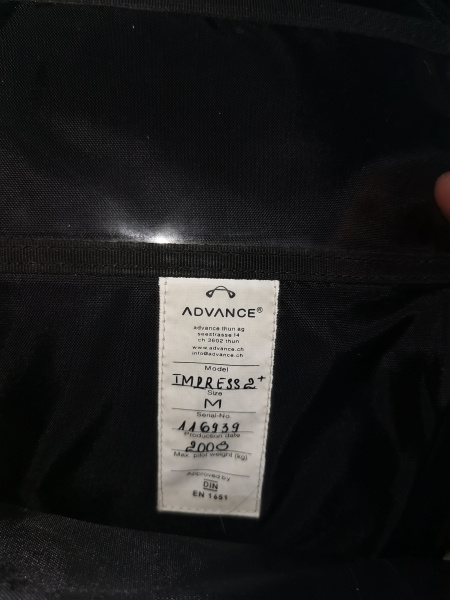 ADVANCE®
advance thun ag
seestrasse 14
ch 3602 thun
www.advance.ch
info@advance.ch
Model
IMPRESS 2+
Size
M
Serial-No.
116939
Production date
2008
Max. pilot weight (kg)
Approved by
DIN
EN 1651